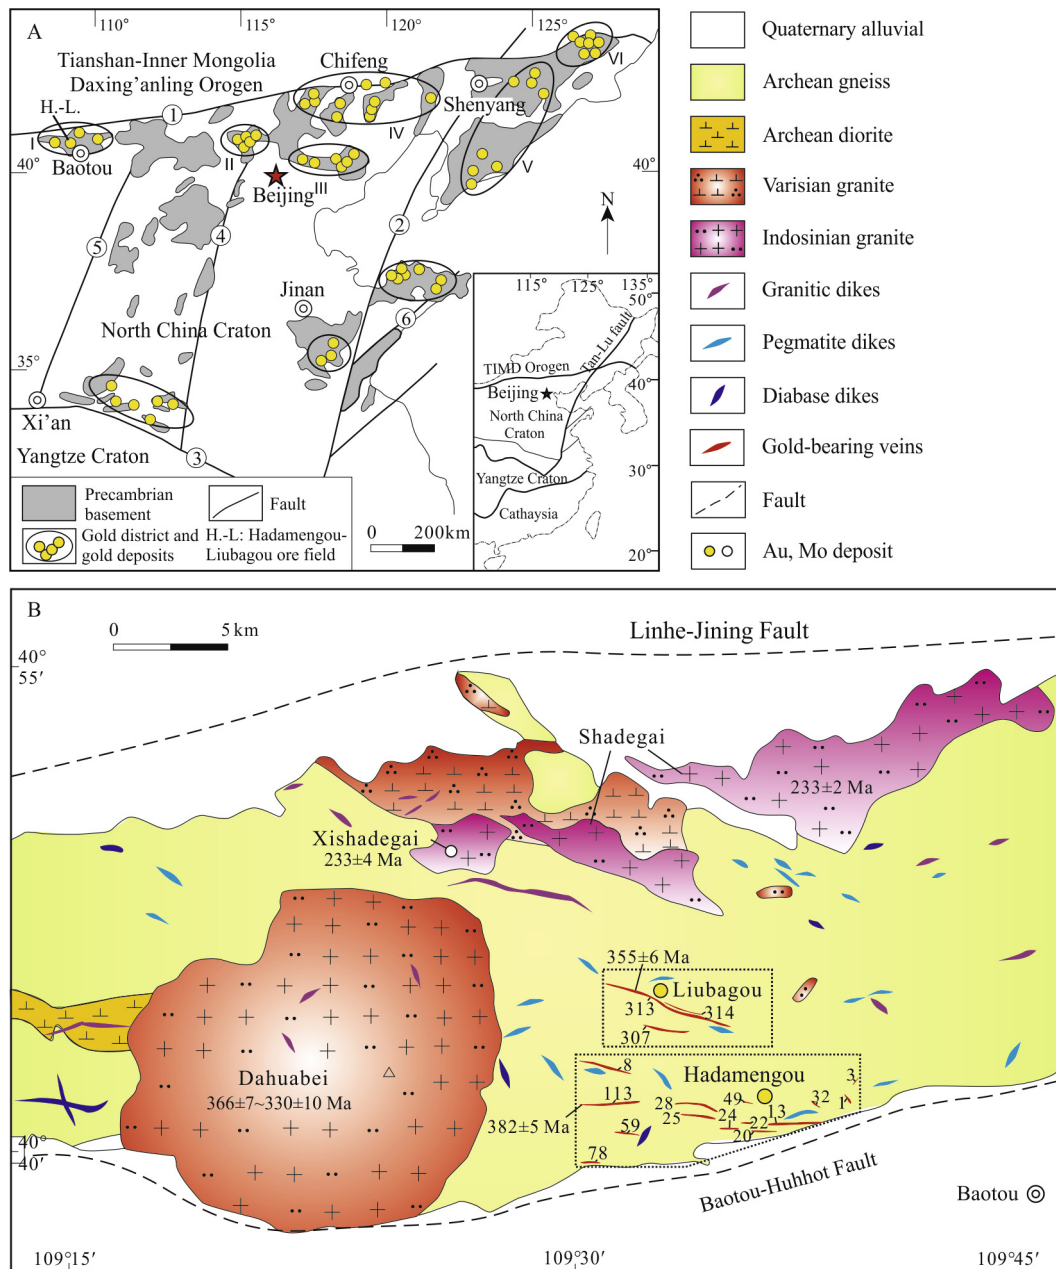 A
110°
115°
120°
125°
Tianshan-Inner Mongolia
Daxing'anling Orogen
Chifeng
VI
H.-L.
1
Shenyang
I
II
IV
40°
Baotou
III
V
40°
Beijing
N
5
4
2
Jinan
6
North China Craton
35°
Xi'an
Yangtze Craton
3
115°
125°
135°
50°
Tan-Lu fault
TIMD Orogen
Beijing
40°
North China
Craton
30°
Yangtze Craton
Cathaysia
20°
Precambrian
basement
Fault
Gold district and
gold deposits
H.-L: Hadamengou-
Liubagou ore field
0 200km
Quaternary alluvial
Archean gneiss
Archean diorite
Varisian granite
Indosinian granite
Granitic dikes
Pegmatite dikes
Diabase dikes
Gold-bearing veins
Fault
Au, Mo deposit
B
0 5 km
Linhe-Jining Fault
40°
55′
Shadegai
233±2 Ma
Xishadegai
233±4 Ma
355±6 Ma
Liubagou
313
314
307
8
Hadamengou
3
113
28
49
32
1
25
24
13
22
382±5 Ma
59
20
78
Dahuabei
366±7~330±10 Ma
40°
40′
Baotou-Huhhot Fault
Baotou
109°15′
109°30′
109°45′